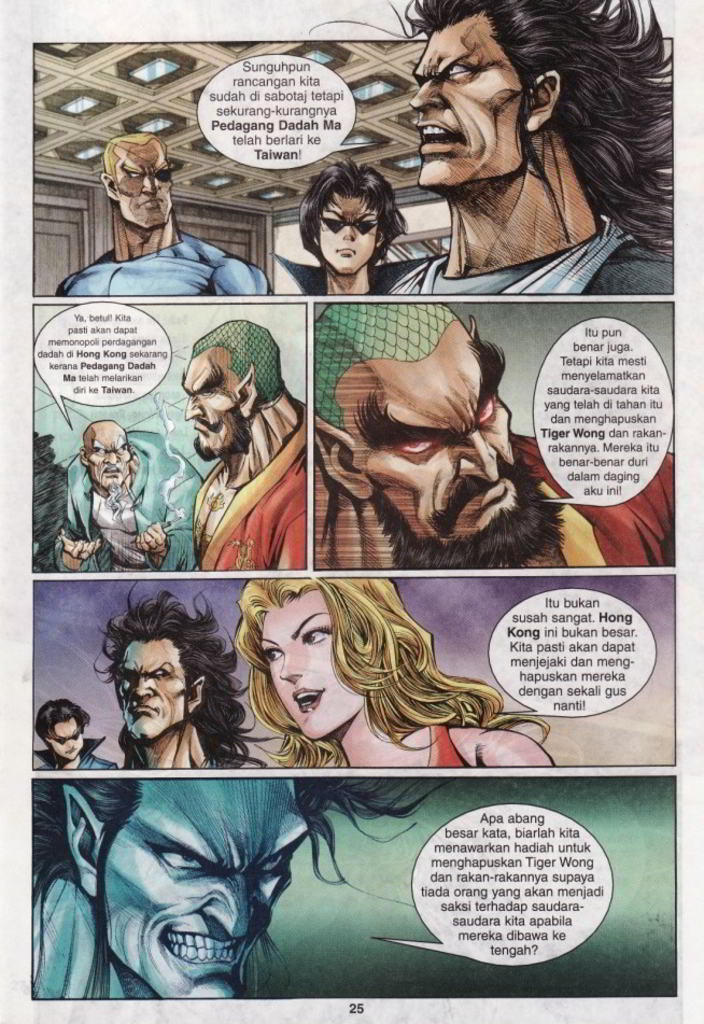 Sunguhpun
rancangan kita
sudah di sabotaj tetapi
sekurang-kurangnya
Pedagang Dadah Ma
telah berlari ke
Taiwan!
Ya, betul! Kita
pasti akan dapat
memonopoli perdagangan
dadah di Hong Kong sekarang
kerana Pedagang Dadah
Ma telah melarikan
diri ke Taiwan.
Itu pun
benar juga.
Tetapi kita mesti
menyelamatkan
saudara-saudara kita
yang telah di tahan itu
dan menghapuskan
Tiger Wong dan rakan-
rakannya. Mereka itu
benar-benar duri
dalam daging
aku ini!
Itu bukan
susah sangat. Hong
Kong ini bukan besar.
Kita pasti akan dapat
menjejaki dan meng-
hapuskan mereka
dengan sekali gus
nanti!
Apa abang
besar kata, biarlah kita
menawarkan hadiah untuk
menghapuskan Tiger Wong
dan rakan-rakannya supaya
tiada orang yang akan menjadi
saksi terhadap saudara-
saudara kita apabila
mereka dibawa ke
tengah?
25